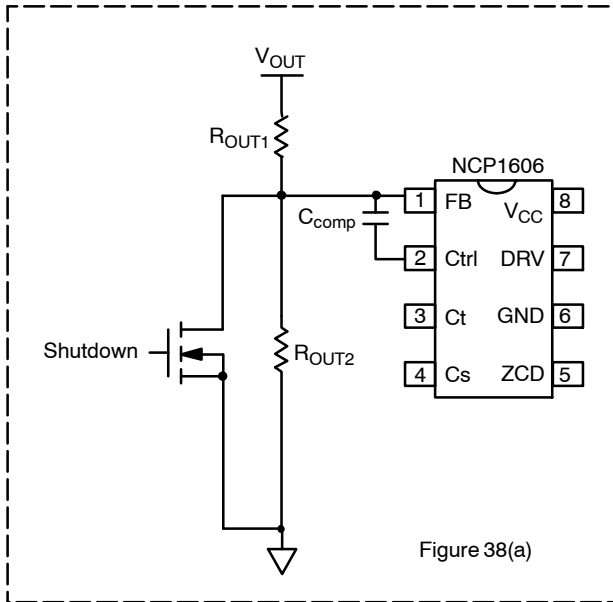 VOUT
ROUT1
NCP1606
1 FB VCC 8
Ccomp
2 Ctrl DRV 7
3 Ct GND 6
Shutdown
ROUT2
4 Cs ZCD 5
Figure 38(a)